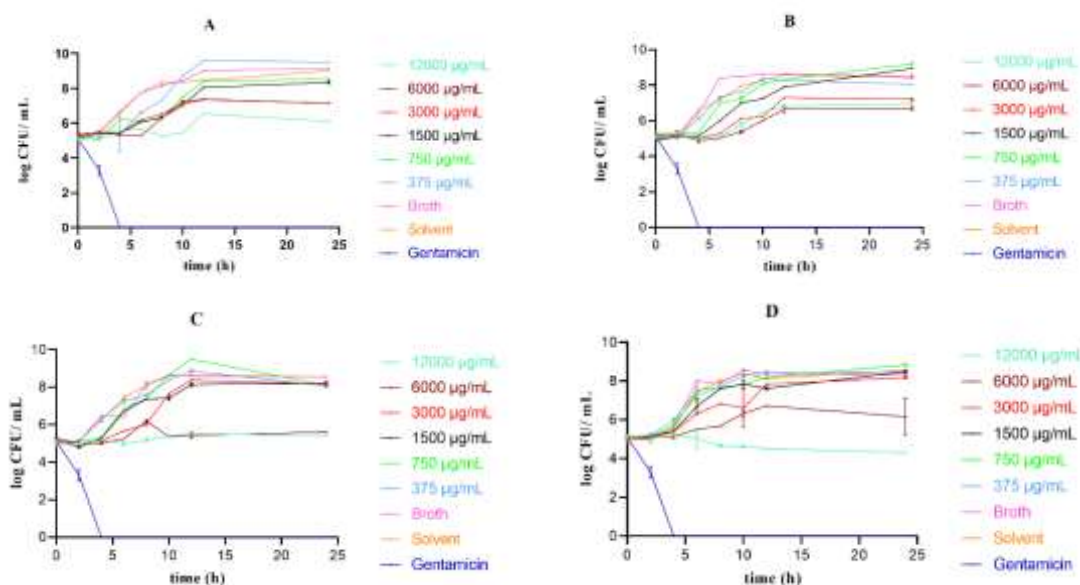 A
10
8
6
4
2
0
log CFU/ mL
0 5 10 15 20 25
time (h)
12000 µg/mL
6000 µg/mL
3000 µg/mL
1500 µg/mL
750 µg/mL
375 µg/mL
Broth
Solvent
Gentamicin
B
10
8
6
4
2
0
log CFU/ mL
0 5 10 15 20 25
time (h)
12000 µg/mL
6000 µg/mL
3000 µg/mL
1500 µg/mL
750 µg/mL
375 µg/mL
Broth
Solvent
Gentamicin
C
10
8
6
4
2
0
log CFU/ mL
0 5 10 15 20 25
time (h)
12000 µg/mL
6000 µg/mL
3000 µg/mL
1500 µg/mL
750 µg/mL
375 µg/mL
Broth
Solvent
Gentamicin
D
10
8
6
4
2
0
log CFU/ mL
0 5 10 15 20 25
time (h)
12000 µg/mL
6000 µg/mL
3000 µg/mL
1500 µg/mL
750 µg/mL
375 µg/mL
Broth
Solvent
Gentamicin